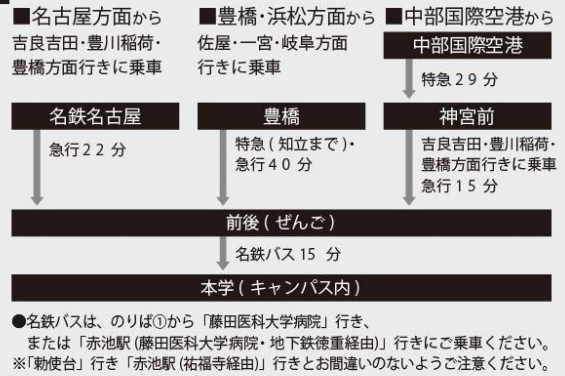 ■名古屋方面から
吉良吉田・豊川稲荷・
豊橋方面行きに乗車
■豊橋・浜松方面から
佐屋・一宮・岐阜方面
行きに乗車
■中部国際空港から
中部国際空港
特急29 分
名鉄名古屋
急行22 分
豊橋
特急(知立まで)・
急行40 分
神宮前
吉良吉田・豊川稲荷・
豊橋方面行きに乗車
急行15 分
前後(ぜんご)
名鉄バス15 分
本学(キャンパス内)
●名鉄バスは、のりば①から「藤田医科大学病院」行き、
または「赤池駅(藤田医科大学病院・地下鉄徳重経由)」行きにご乗車ください。
※「勅使台」行き「赤池駅(祐福寺経由)」行きとお間違いのないようご注意ください。